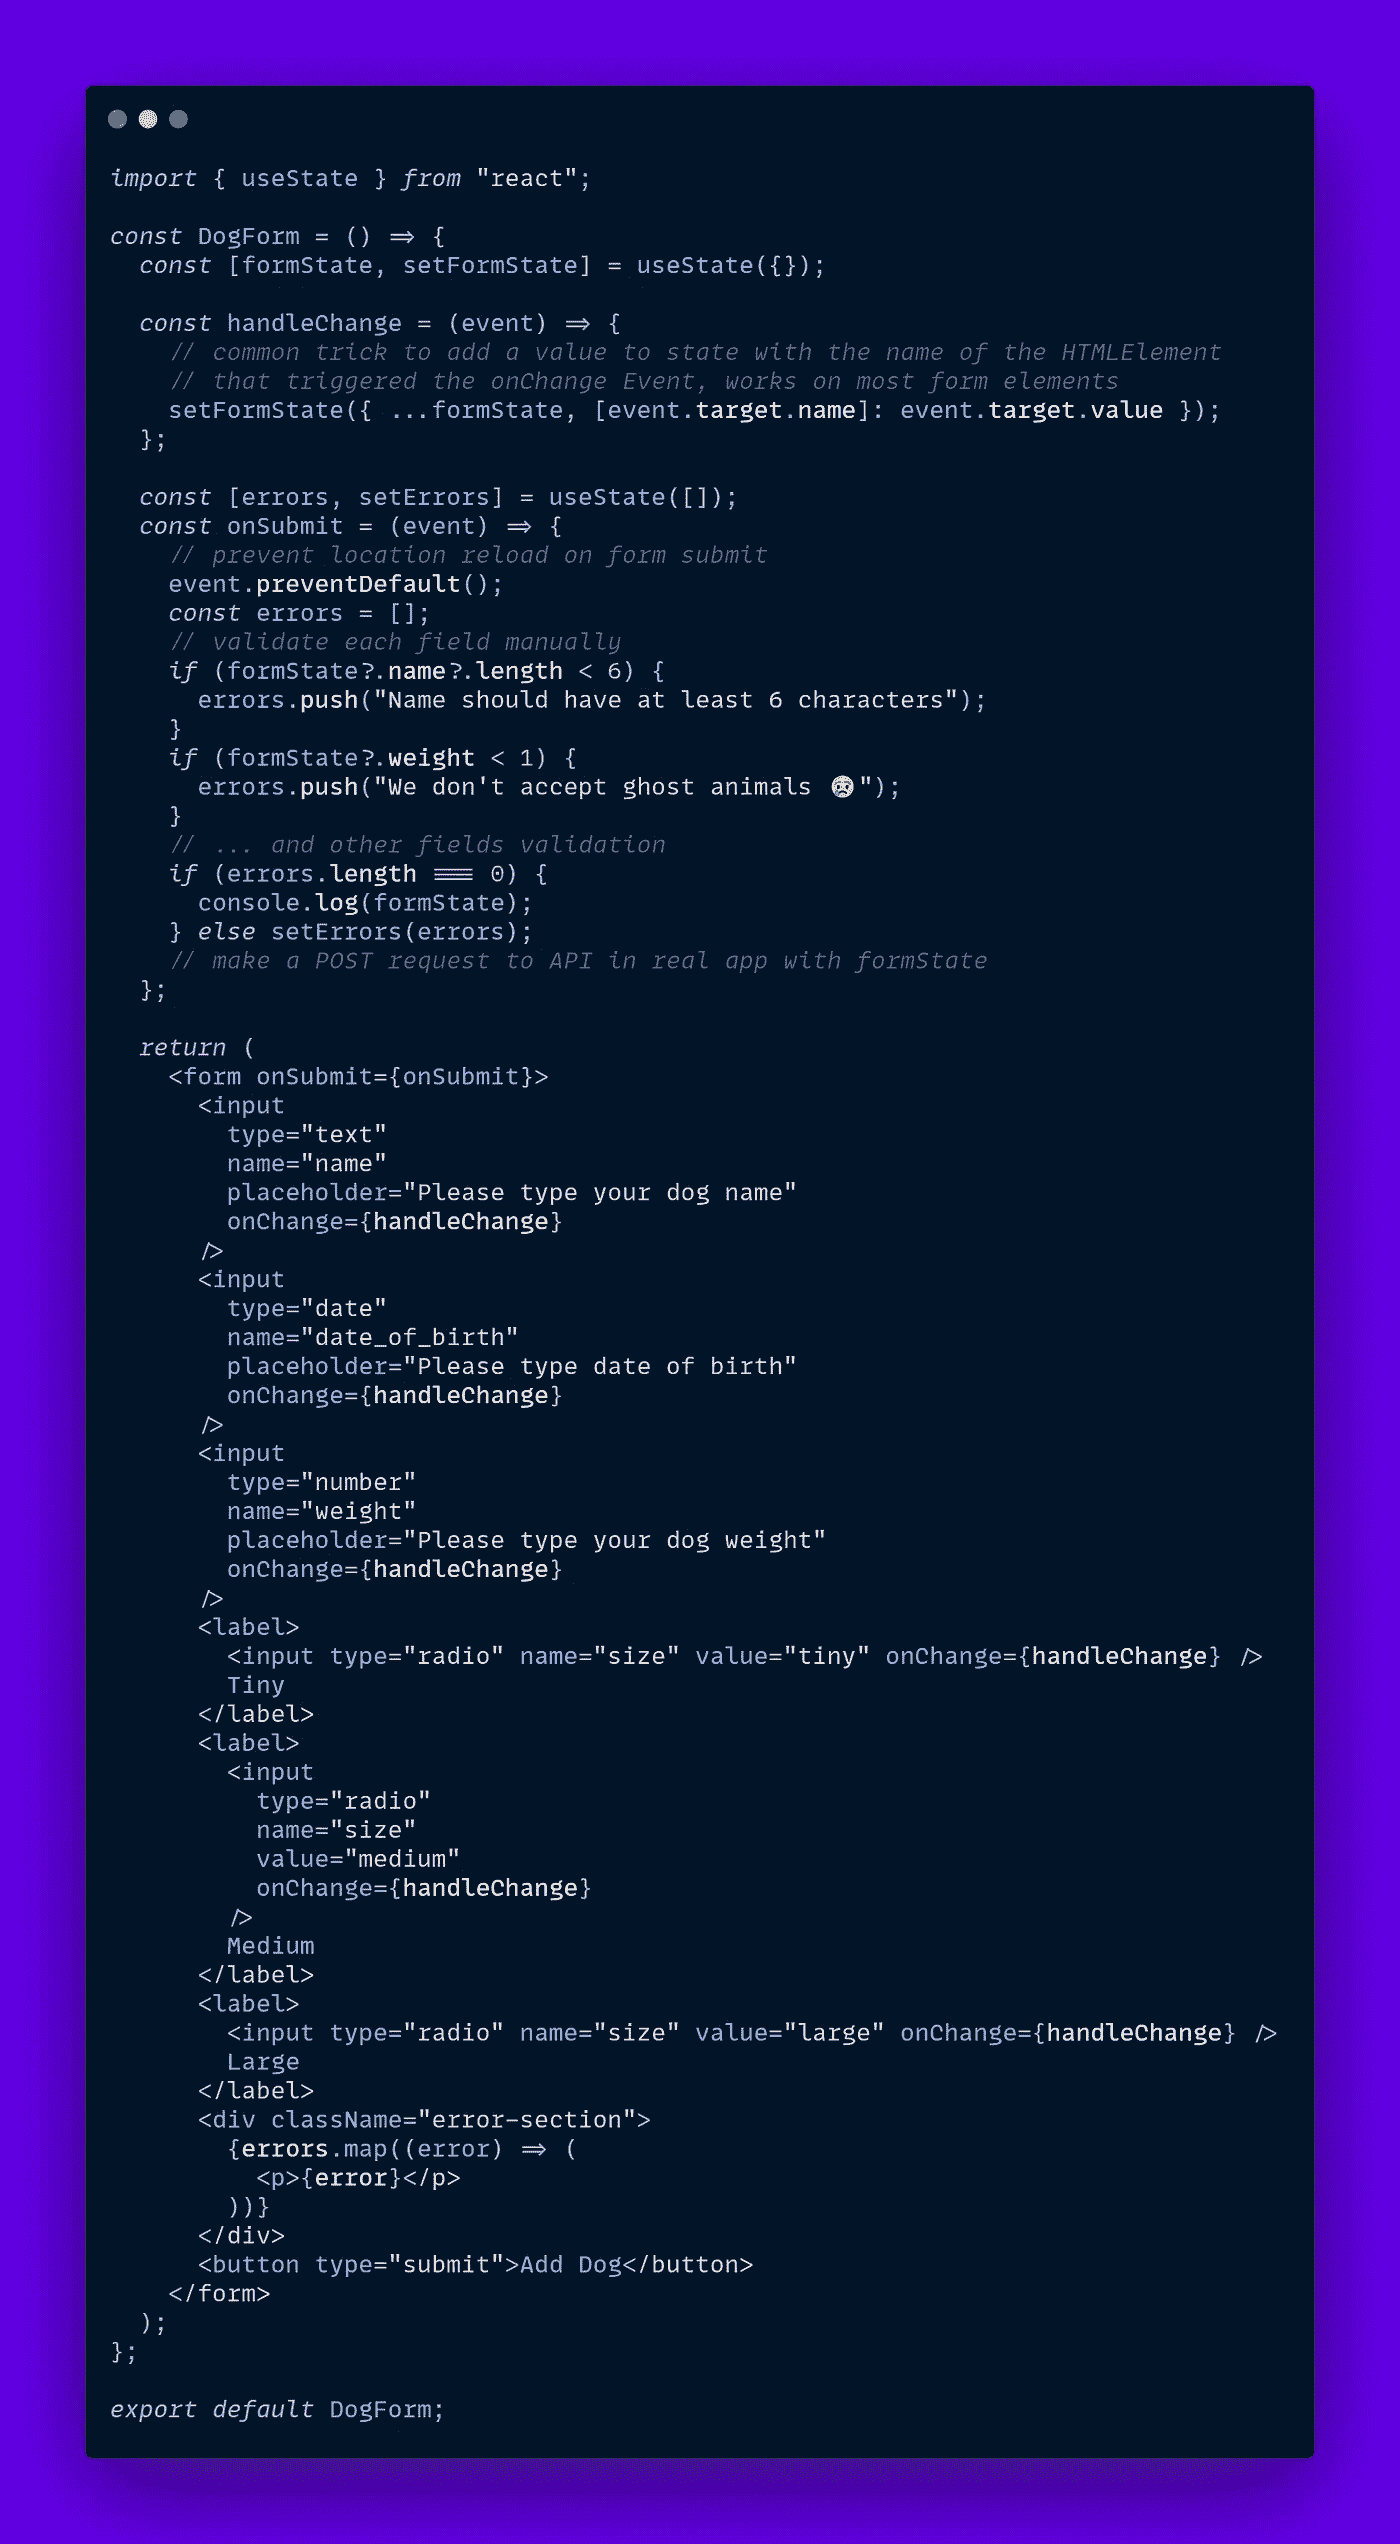 import { useState } from "react";
const DogForm = () => {
const [formState, setFormState] = useState({});
const handleChange = (event) => {
// common trick to add a value to state with the name of the HTMLElement
// that triggered the onChange Event, works on most form elements
setFormState({ ...formState, [event.target.name]: event.target.value });
};
const [errors, setErrors] = useState([]);
const onSubmit = (event) => {
// prevent location reload on form submit
event.preventDefault();
const errors = [];
// validate each field manually
if (formState?.name?.length < 6) {
errors.push("Name should have at least 6 characters");
}
if (formState?.weight < 1) {
errors.push("We don't accept ghost animals 😨");
}
// ... and other fields validation
if (errors.length === 0) {
console.log(formState);
} else setErrors(errors);
// make a POST request to API in real app with formState
};
return (
<form onSubmit={onSubmit}>
<input
type="text"
name="name"
placeholder="Please type your dog name"
onChange={handleChange}
/>
<input
type="date"
name="date_of_birth"
placeholder="Please type date of birth"
onChange={handleChange}
/>
<input
type="number"
name="weight"
placeholder="Please type your dog weight"
onChange={handleChange}
/>
<label>
<input type="radio" name="size" value="tiny" onChange={handleChange} />
Tiny
</label>
<label>
<input
type="radio"
name="size"
value="medium"
onChange={handleChange}
/>
Medium
</label>
<label>
<input type="radio" name="size" value="large" onChange={handleChange} />
Large
</label>
<div className="error-section">
{errors.map((error) => (
<p>{error}</p>
))}
</div>
<button type="submit">Add Dog</button>
</form>
);
};
export default DogForm;